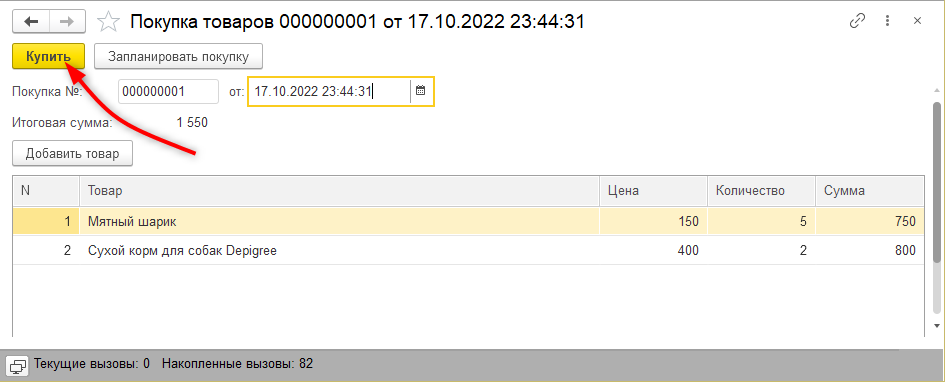 Покупка товаров 000000001 от 17.10.2022 23:44:31
Купить Запланировать покупку
Покупка №: 000000001 от: 17.10.2022 23:44:31
Итоговая сумма: 1 550
Добавить товар
N Товар Цена Количество Сумма
1 Мятный шарик 150 5 750
2 Сухой корм для собак Depigree 400 2 800
Текущие вызовы: 0 Накопленные вызовы: 82